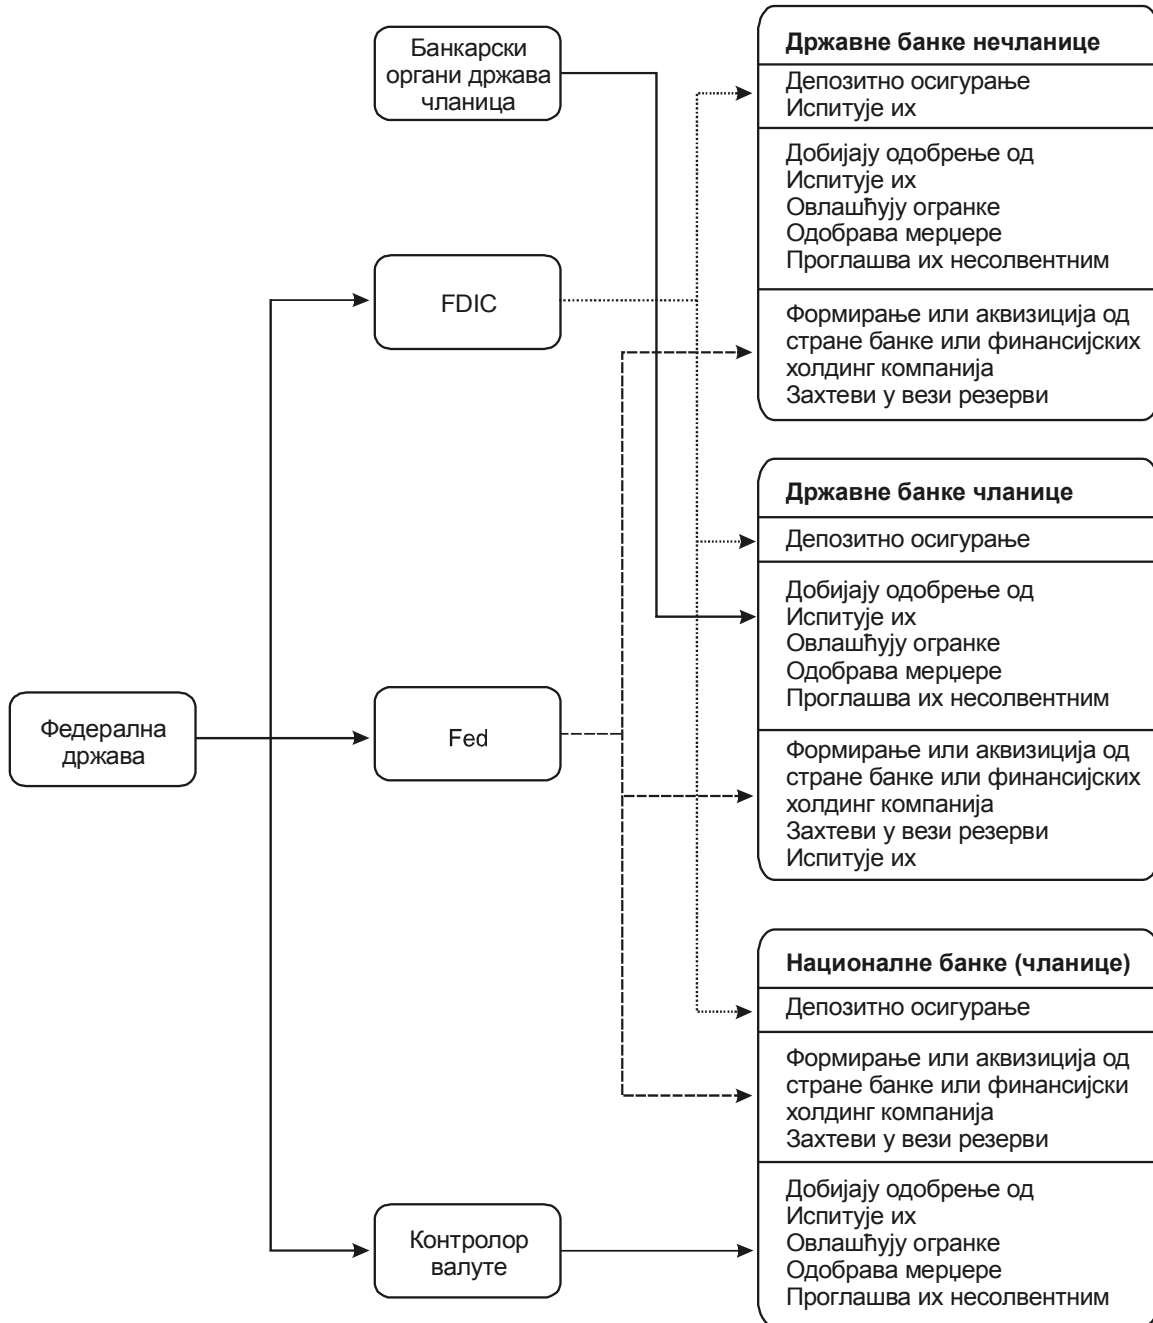 Банкарски
органи држава
чланица
FDIC
Федерална
држава
Fed
Контролор
валуте
Државне банке нечланице
Депозитно осигурање
Испитује их
Добијају одобрење од
Испитује их
Овлашћују огранке
Одобрава мерџере
Проглашва их несолвентним
Формирање или аквизиција од
стране банке или финансијских
холдинг компанија
Захтеви у вези резерви
Државне банке чланице
Депозитно осигурање
Добијају одобрење од
Испитује их
Овлашћују огранке
Одобрава мерџере
Проглашва их несолвентним
Формирање или аквизиција од
стране банке или финансијских
холдинг компанија
Захтеви у вези резерви
Испитује их
Националне банке (чланице)
Депозитно осигурање
Формирање или аквизиција од
стране банке или финансијски
холдинг компанија
Захтеви у вези резерви
Добијају одобрење од
Испитује их
Овлашћују огранке
Одобрава мерџере
Проглашва их несолвентним